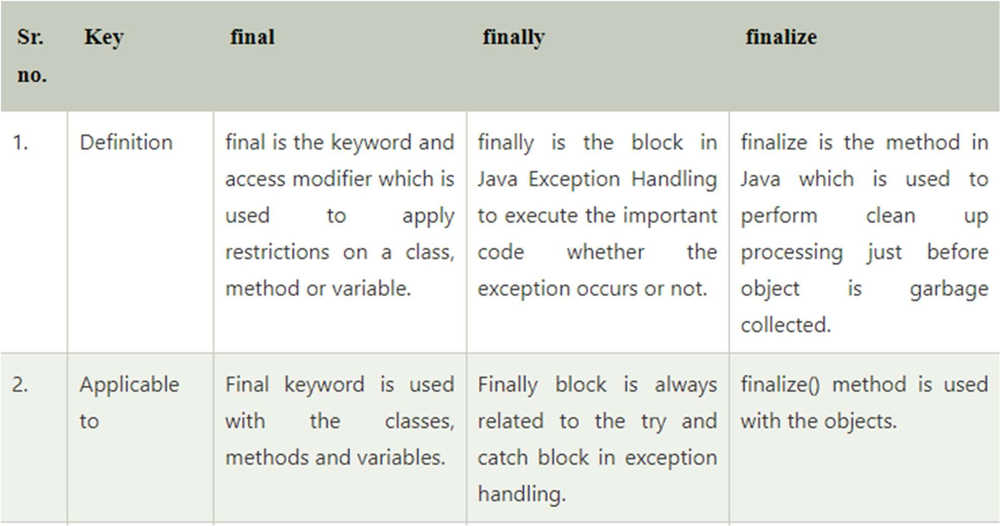 Sr. no.
Key
final
finally
finalize
1.
Definition
final is the keyword and
access modifier which is
used to apply
restrictions on a class,
method or variable.
finally is the block in
Java Exception Handling
to execute the important
code whether the
exception occurs or not.
finalize is the method in
Java which is used to
perform clean up
processing just before
object is garbage
collected.
2.
Applicable
to
Final keyword is used
with the classes,
methods and variables.
Finally block is always
related to the try and
catch block in exception
handling.
finalize() method is used
with the objects.